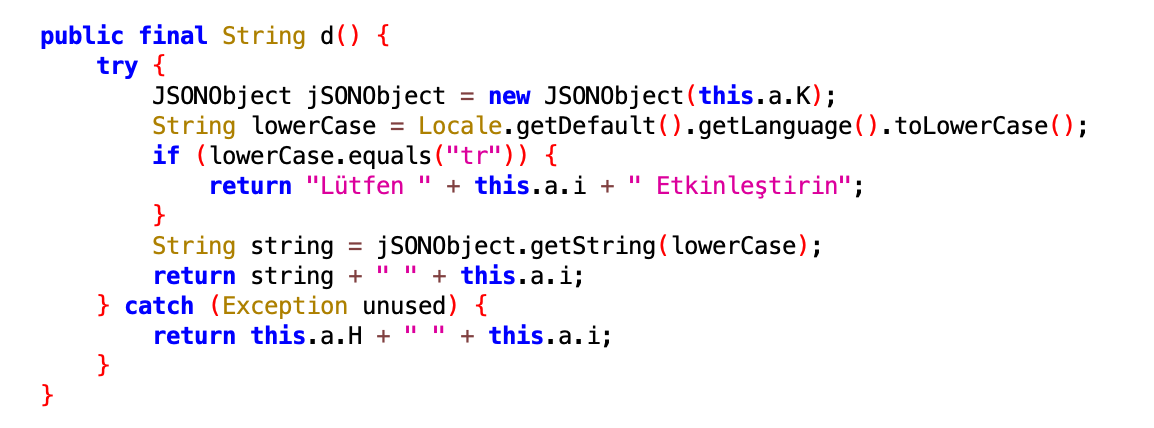 public final String d() {
try {
JSONObject jSONObject = new JSONObject(this.a.K);
String lowerCase = Locale.getDefault().getLanguage().toLowerCase();
if (lowerCase.equals("tr")) {
return "Lütfen " + this.a.i + " Etkinleştirin";
}
String string = jSONObject.getString(lowerCase);
return string + " " + this.a.i;
} catch (Exception unused) {
return this.a.H + " " + this.a.i;
}
}